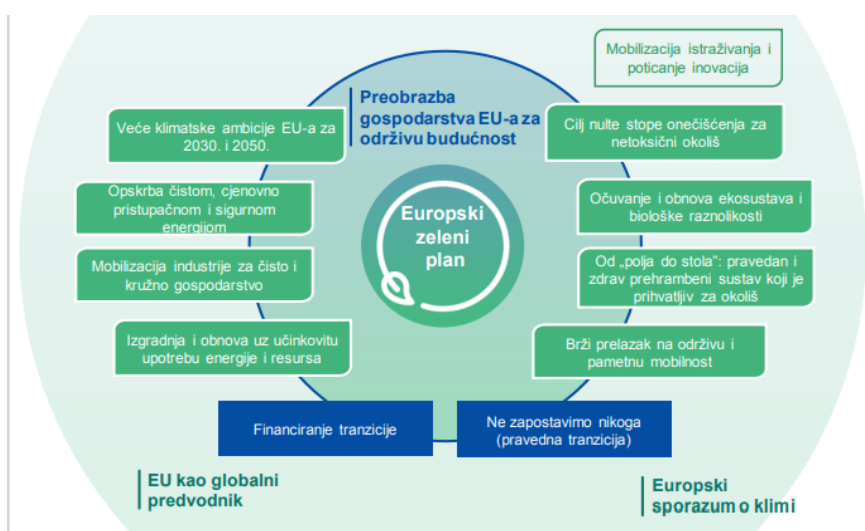 Mobilizacija istraživanja i
poticanje inovacija
Preobrazba
gospodarstva EU-a za
održivu budućnost
Veće klimatske ambicije EU-a za
2030. i 2050.
Cilj nulte stope onečišćenja za
netoksični okoliš
Opskrba čistom, cjenovno
pristupačnom i sigurnom
energijom
Očuvanje i obnova ekosustava i
biološke raznolikosti
Europski
zeleni
plan
Mobilizacija industrije za čisto i
kružno gospodarstvo
Od „polja do stola”: pravedan i
zdrav prehrambeni sustav koji je
prihvatljiv za okoliš
Izgradnja i obnova uz učinkovitu
upotrebu energije i resursa
Brži prelazak na održivu i
pametnu mobilnost
Financiranje tranzicije
Ne zapostavimo nikoga
(pravedna tranzicija)
EU kao globalni
predvodnik
Europski
sporazum o klimi